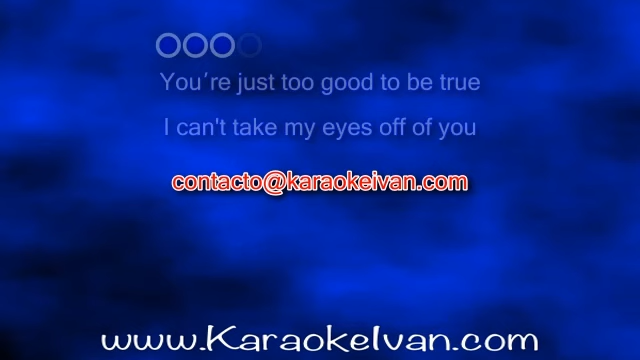 You’re just too good to be true
I can't take my eyes off of you
contacto@karaokeivan.com
www.KaraokeIvan.com